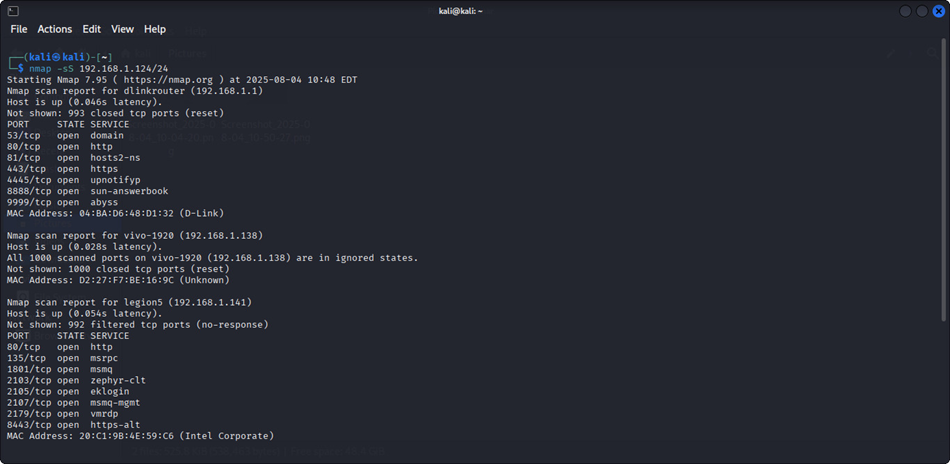 kali@kali: ~
File Actions Edit View Help
┌──(kali㉿kali)-[~]
└─$ nmap -sS 192.168.1.124/24
Starting Nmap 7.95 ( https://nmap.org ) at 2025-08-04 10:48 EDT
Nmap scan report for dlinkrouter (192.168.1.1)
Host is up (0.046s latency).
Not shown: 993 closed tcp ports (reset)
PORT     STATE SERVICE
53/tcp   open  domain
80/tcp   open  http
81/tcp   open  hosts2-ns
443/tcp  open  https
4445/tcp open  upnotifyp
8888/tcp open  sun-answerbook
9999/tcp open  abyss
MAC Address: 04:BA:D6:48:D1:32 (D-Link)
Nmap scan report for vivo-1920 (192.168.1.138)
Host is up (0.028s latency).
All 1000 scanned ports on vivo-1920 (192.168.1.138) are in ignored states.
Not shown: 1000 closed tcp ports (reset)
MAC Address: D2:27:F7:BE:16:9C (Unknown)
Nmap scan report for legion5 (192.168.1.141)
Host is up (0.054s latency).
Not shown: 992 filtered tcp ports (no-response)
PORT     STATE SERVICE
80/tcp   open  http
135/tcp  open  msrpc
1801/tcp open  msmq
2103/tcp open  zephyr-clt
2105/tcp open  eklogin
2107/tcp open  msmq-mgmt
2179/tcp open  vmrdp
8443/tcp open  https-alt
MAC Address: 20:C1:9B:4E:59:C6 (Intel Corporate)